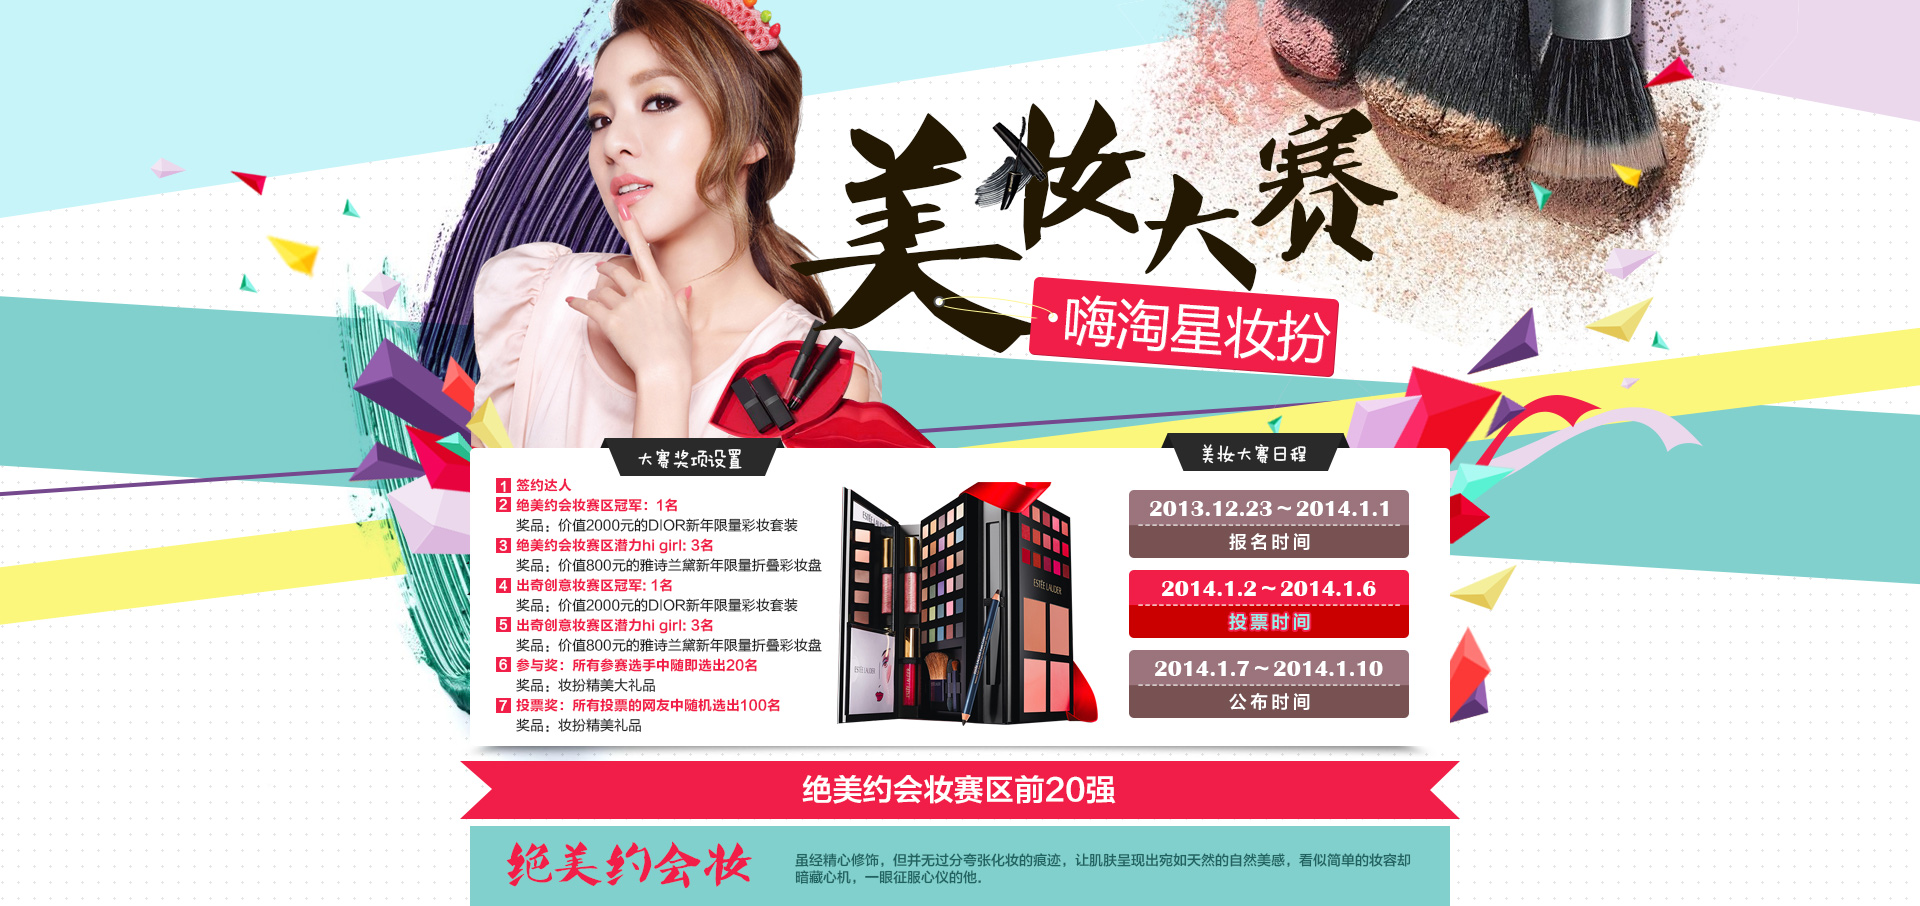 美妆大赛
嗨淘星妆扮
大赛奖项设置
1 签约达人
2 绝美约会妆赛区冠军：1名
奖品：价值2000元的DIOR新年限量彩妆套装
3 绝美约会妆赛区潜力hi girl: 3名
奖品：价值800元的雅诗兰黛新年限量折叠彩妆盘
4 出奇创意妆赛区冠军: 1名
奖品：价值2000元的DIOR新年限量彩妆套装
5 出奇创意妆赛区潜力hi girl: 3名
奖品：价值800元的雅诗兰黛新年限量折叠彩妆盘
6 参与奖：所有参赛选手中随即选出20名
奖品：妆扮精美大礼品
7 投票奖：所有投票的网友中随机选出100名
奖品：妆扮精美礼品
ESTĒE LAUDER
ESTĒE LAUDER
ESTĒE LAUDER
美妆大赛日程
2013.12.23～2014.1.1
报名时间
2014.1.2～2014.1.6
投票时间
2014.1.7～2014.1.10
公布时间
绝美约会妆赛区前20强
绝美约会妆
虽经精心修饰，但并无过分夸张化妆的痕迹，让肌肤呈现出宛如天然的自然美感，看似简单的妆容却
暗藏心机，一眼征服心仪的他.